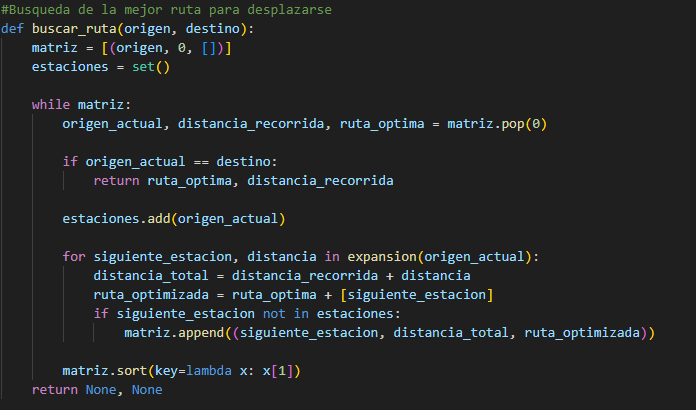 #Busqueda de la mejor ruta para desplazarse
def buscar_ruta(origen, destino):
    matriz = [(origen, 0, [])]
    estaciones = set()

    while matriz:
        origen_actual, distancia_recorrida, ruta_optima = matriz.pop(0)

        if origen_actual == destino:
            return ruta_optima, distancia_recorrida

        estaciones.add(origen_actual)

        for siguiente_estacion, distancia in expansion(origen_actual):
            distancia_total = distancia_recorrida + distancia
            ruta_optimizada = ruta_optima + [siguiente_estacion]
            if siguiente_estacion not in estaciones:
                matriz.append((siguiente_estacion, distancia_total, ruta_optimizada))

        matriz.sort(key=lambda x: x[1])
    return None, None